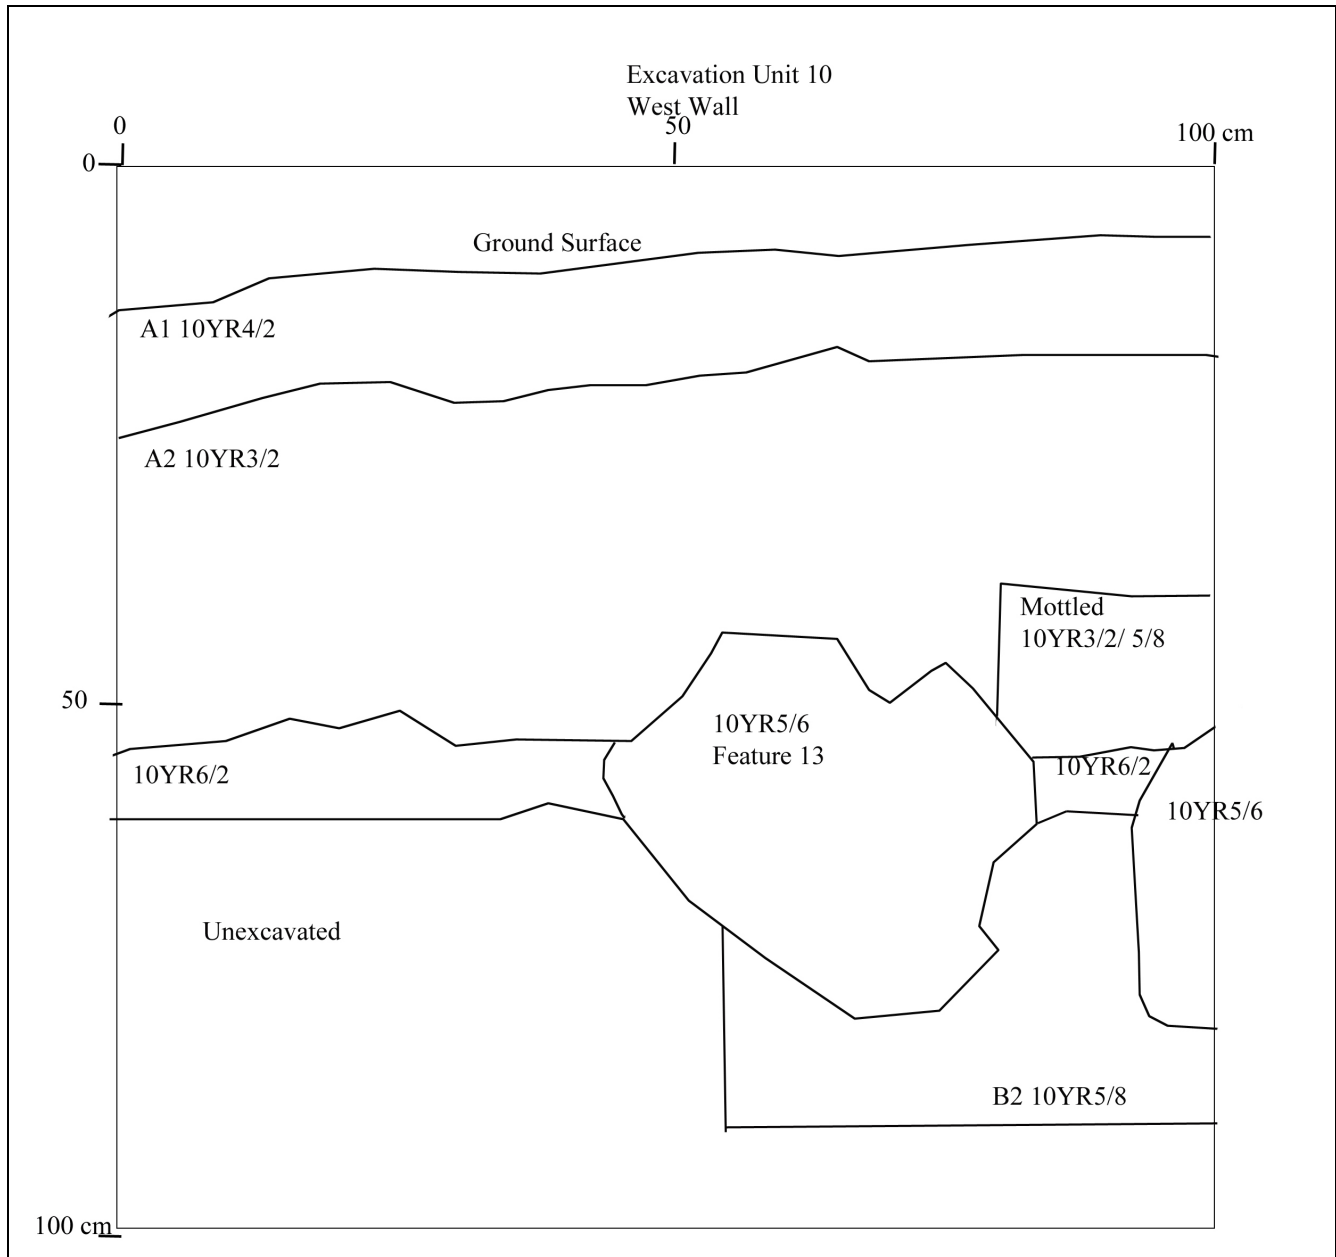 Excavation Unit 10
West Wall
0
50
100 cm
0
Ground Surface
A1 10YR4/2
A2 10YR3/2
Mottled
10YR3/2/ 5/8
50
10YR5/6
Feature 13
10YR6/2
10YR6/2
10YR5/6
Unexcavated
B2 10YR5/8
100 cm